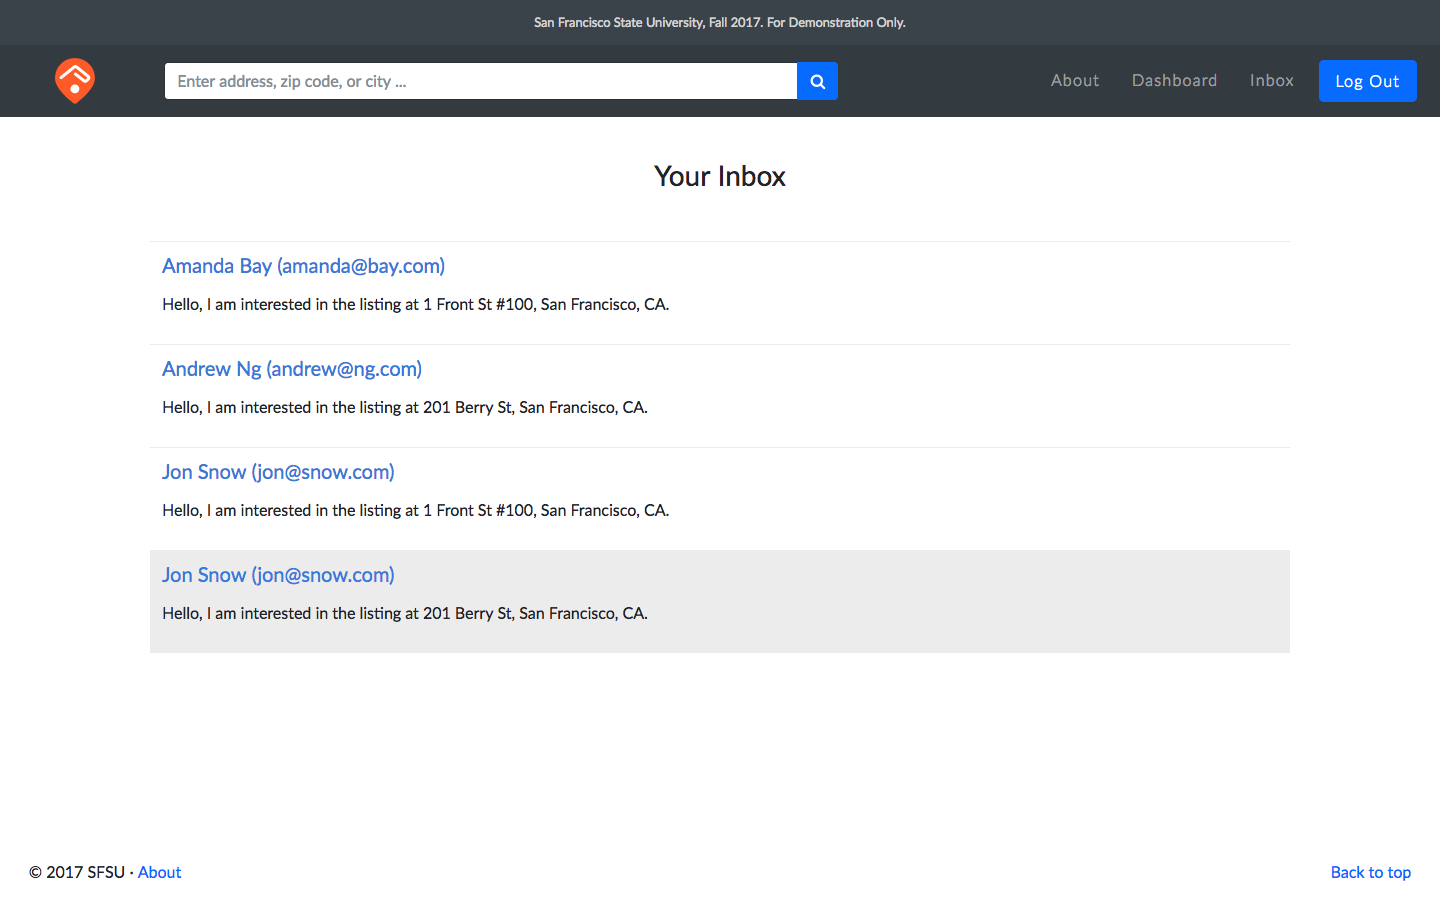 San Francisco State University, Fall 2017. For Demonstration Only.
Enter address, zip code, or city ...
About
Dashboard
Inbox
Log Out
Your Inbox
Amanda Bay (amanda@bay.com)
Hello, I am interested in the listing at 1 Front St #100, San Francisco, CA.
Andrew Ng (andrew@ng.com)
Hello, I am interested in the listing at 201 Berry St, San Francisco, CA.
Jon Snow (jon@snow.com)
Hello, I am interested in the listing at 1 Front St #100, San Francisco, CA.
Jon Snow (jon@snow.com)
Hello, I am interested in the listing at 201 Berry St, San Francisco, CA.
© 2017 SFSU · About
Back to top